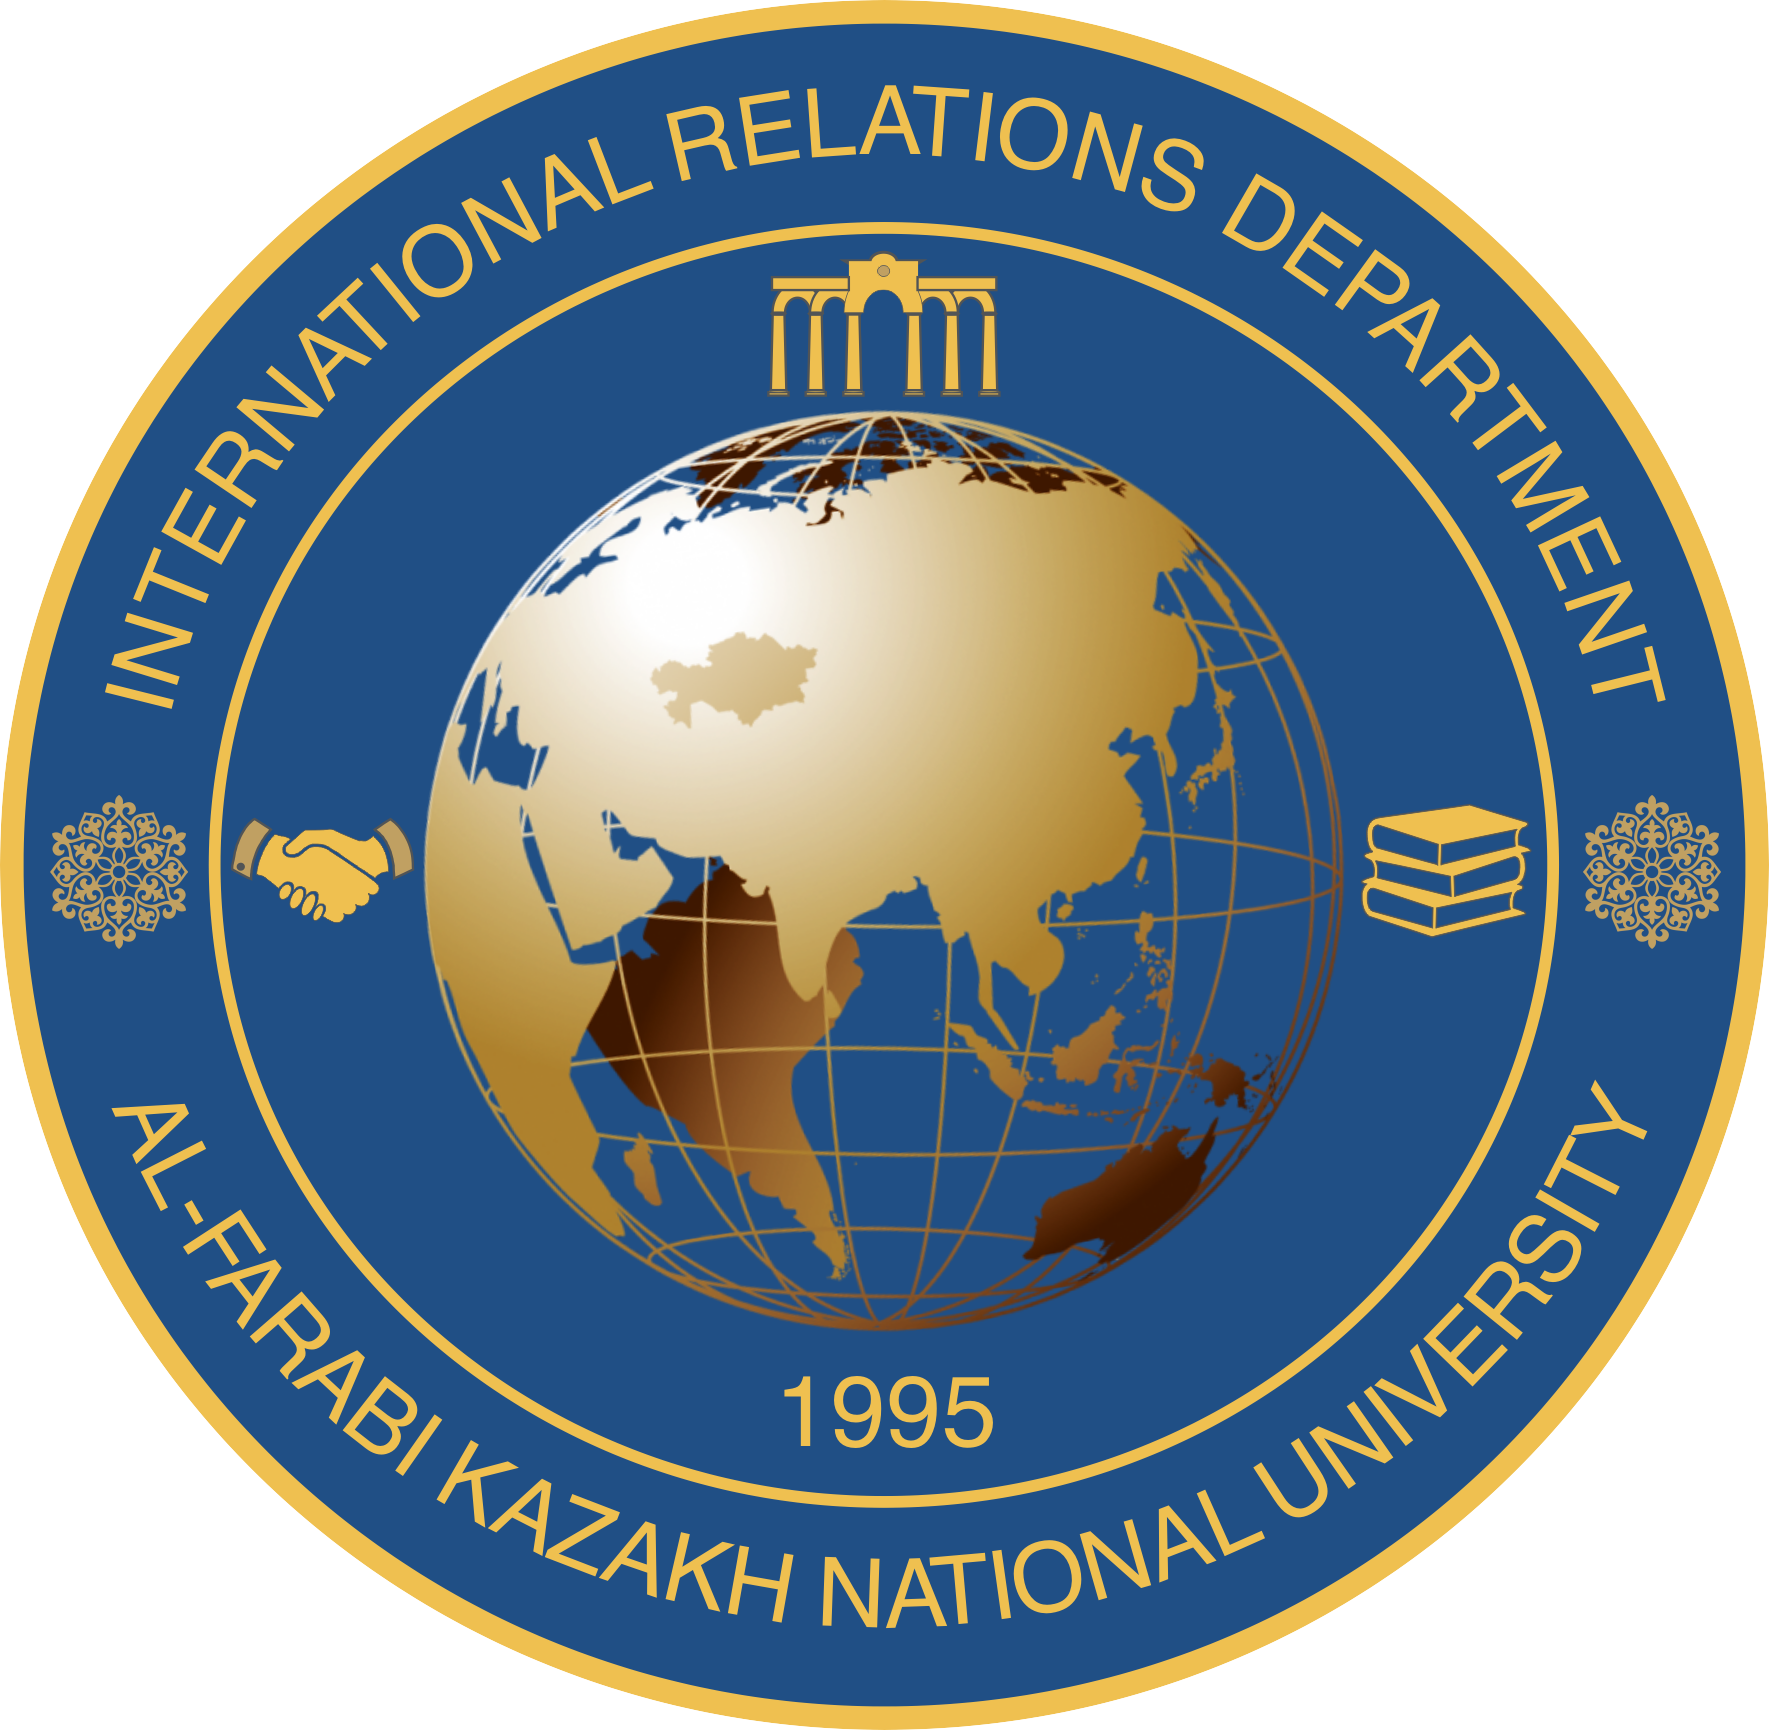 INTERNATIONAL RELATIONS DEPARTMENT
1995
AL-FARABI KAZAKH NATIONAL UNIVERSITY